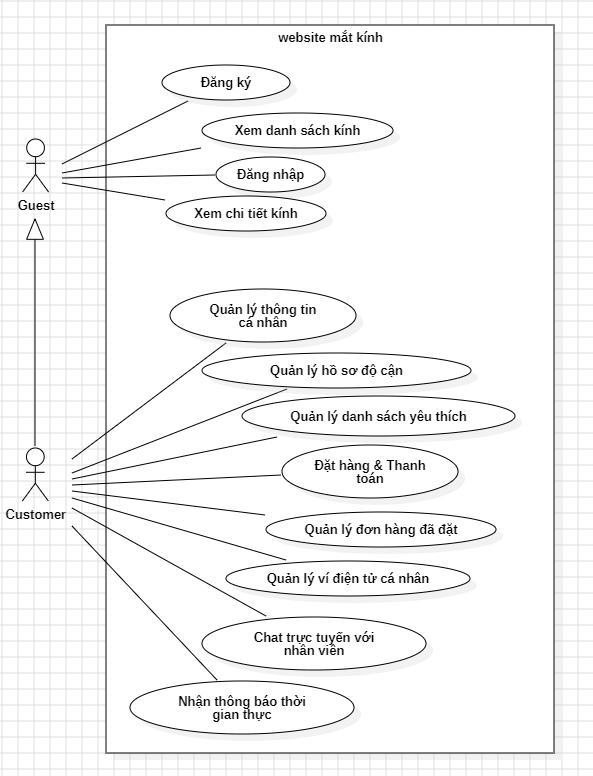 website mắt kính
Đăng ký
Xem danh sách kính
Đăng nhập
Guest
Xem chi tiết kính
Quản lý thông tin
cá nhân
Quản lý hồ sơ độ cận
Quản lý danh sách yêu thích
Đặt hàng & Thanh
toán
Customer
Quản lý đơn hàng đã đặt
Quản lý ví điện tử cá nhân
Chat trực tuyến với
nhân viên
Nhận thông báo thời
gian thực